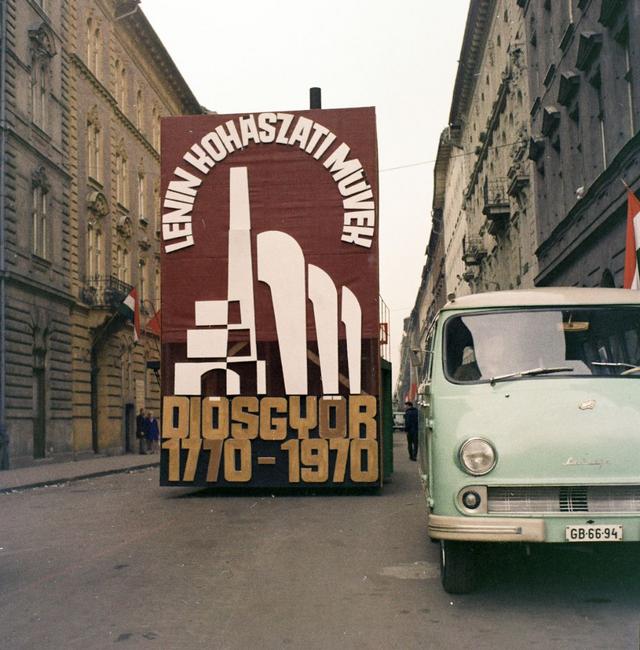 LENIN KOHÁSZATI MŰVEK
DIÓSGYŐR
1770-1970
GB·66-94